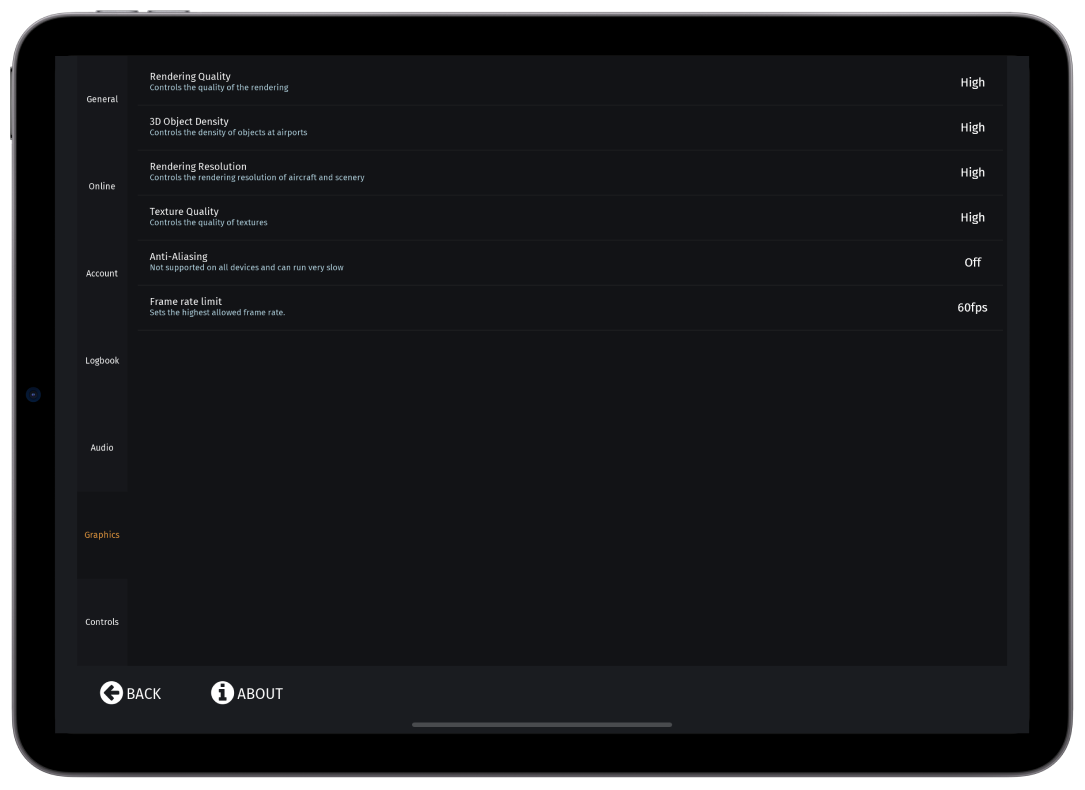 General
Online
Account
Logbook
Audio
Graphics
Controls
Rendering Quality
Controls the quality of the rendering
High
3D Object Density
Controls the density of objects at airports
High
Rendering Resolution
Controls the rendering resolution of aircraft and scenery
High
Texture Quality
Controls the quality of textures
High
Anti-Aliasing
Not supported on all devices and can run very slow
Off
Frame rate limit
Sets the highest allowed frame rate.
60fps
BACK
ABOUT